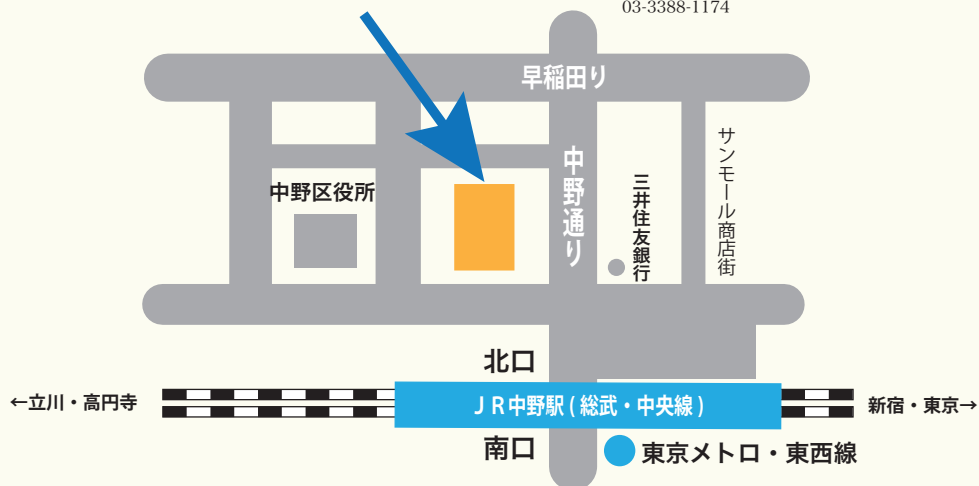 03-3388-1174
早稲田り
中野通り
サンモール商店街
三井住友銀行
中野区役所
北口
←立川・高円寺
JR中野駅(総武・中央線)
新宿・東京→
南口
東京メトロ・東西線